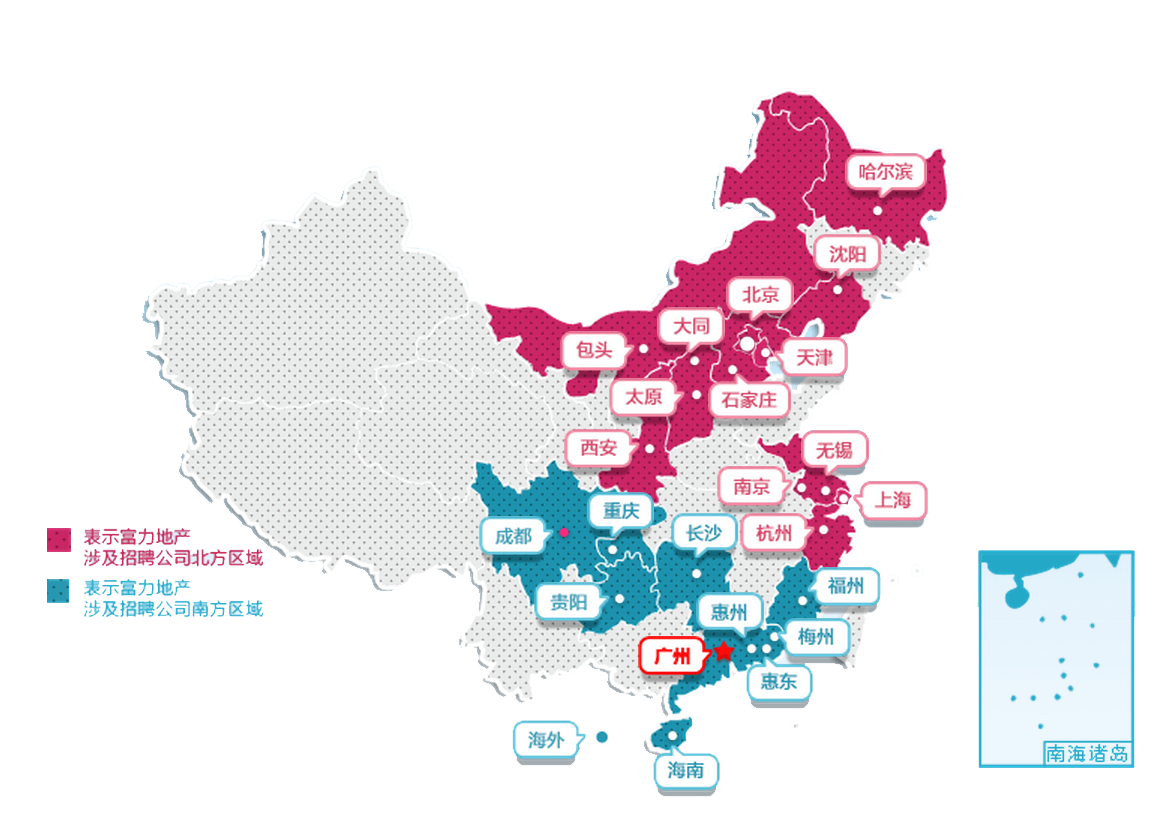 哈尔滨
沈阳
北京
大同
包头
天津
太原
石家庄
西安
无锡
南京
上海
重庆
成都
长沙
杭州
表示富力地产
涉及招聘公司北方区域
表示富力地产
涉及招聘公司南方区域
福州
贵阳
惠州
梅州
广州
惠东
海外
海南
南海诸岛